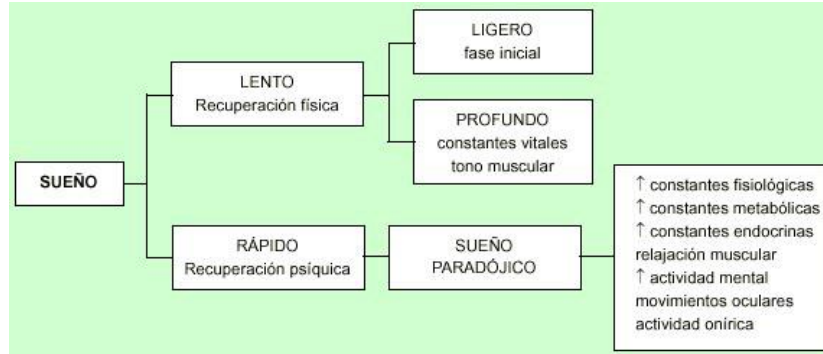 LIGERO
fase inicial
LENTO
Recuperación física
PROFUNDO
constantes vitales
tono muscular
SUEÑO
RÁPIDO
Recuperación psíquica
SUEÑO
PARADÓJICO
↑ constantes fisiológicas
↑ constantes metabólicas
↑ constantes endocrinas
relajación muscular
↑ actividad mental
movimientos oculares
actividad onírica